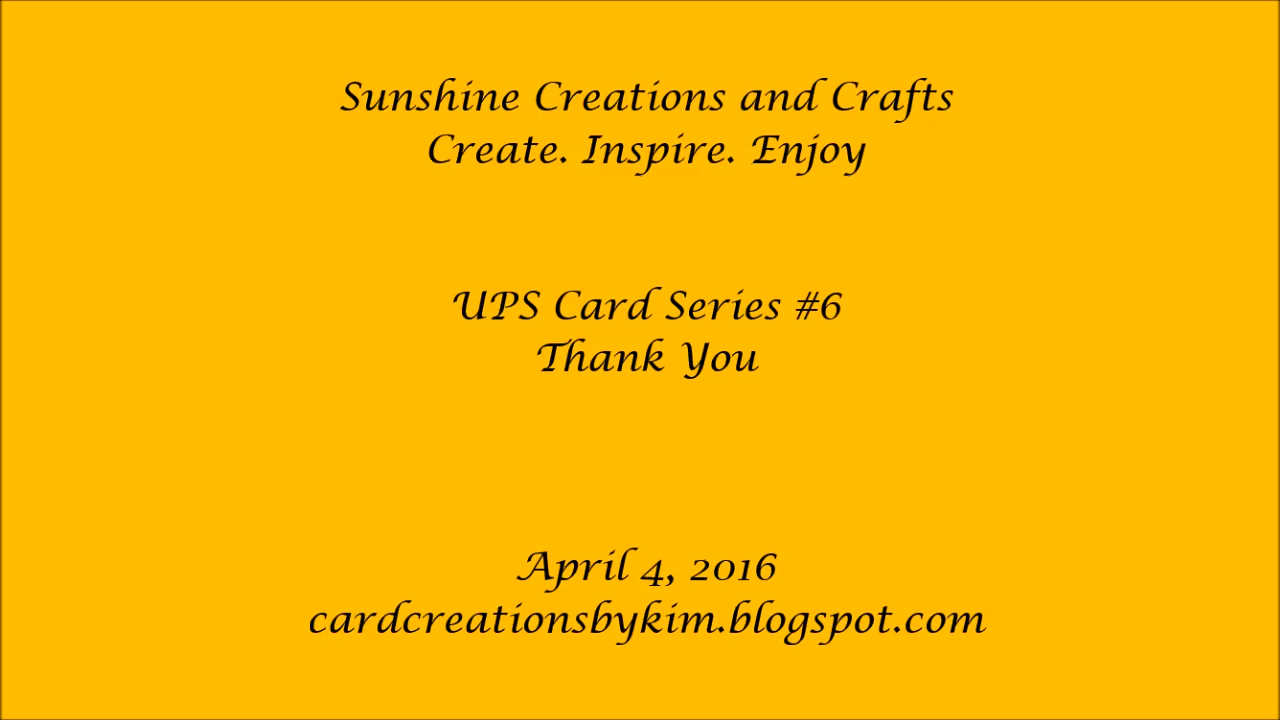 Sunshine Creations and Crafts
Create. Inspire. Enjoy
UPS Card Series #6
Thank You
April 4, 2016
cardcreationsbykim.blogspot.com